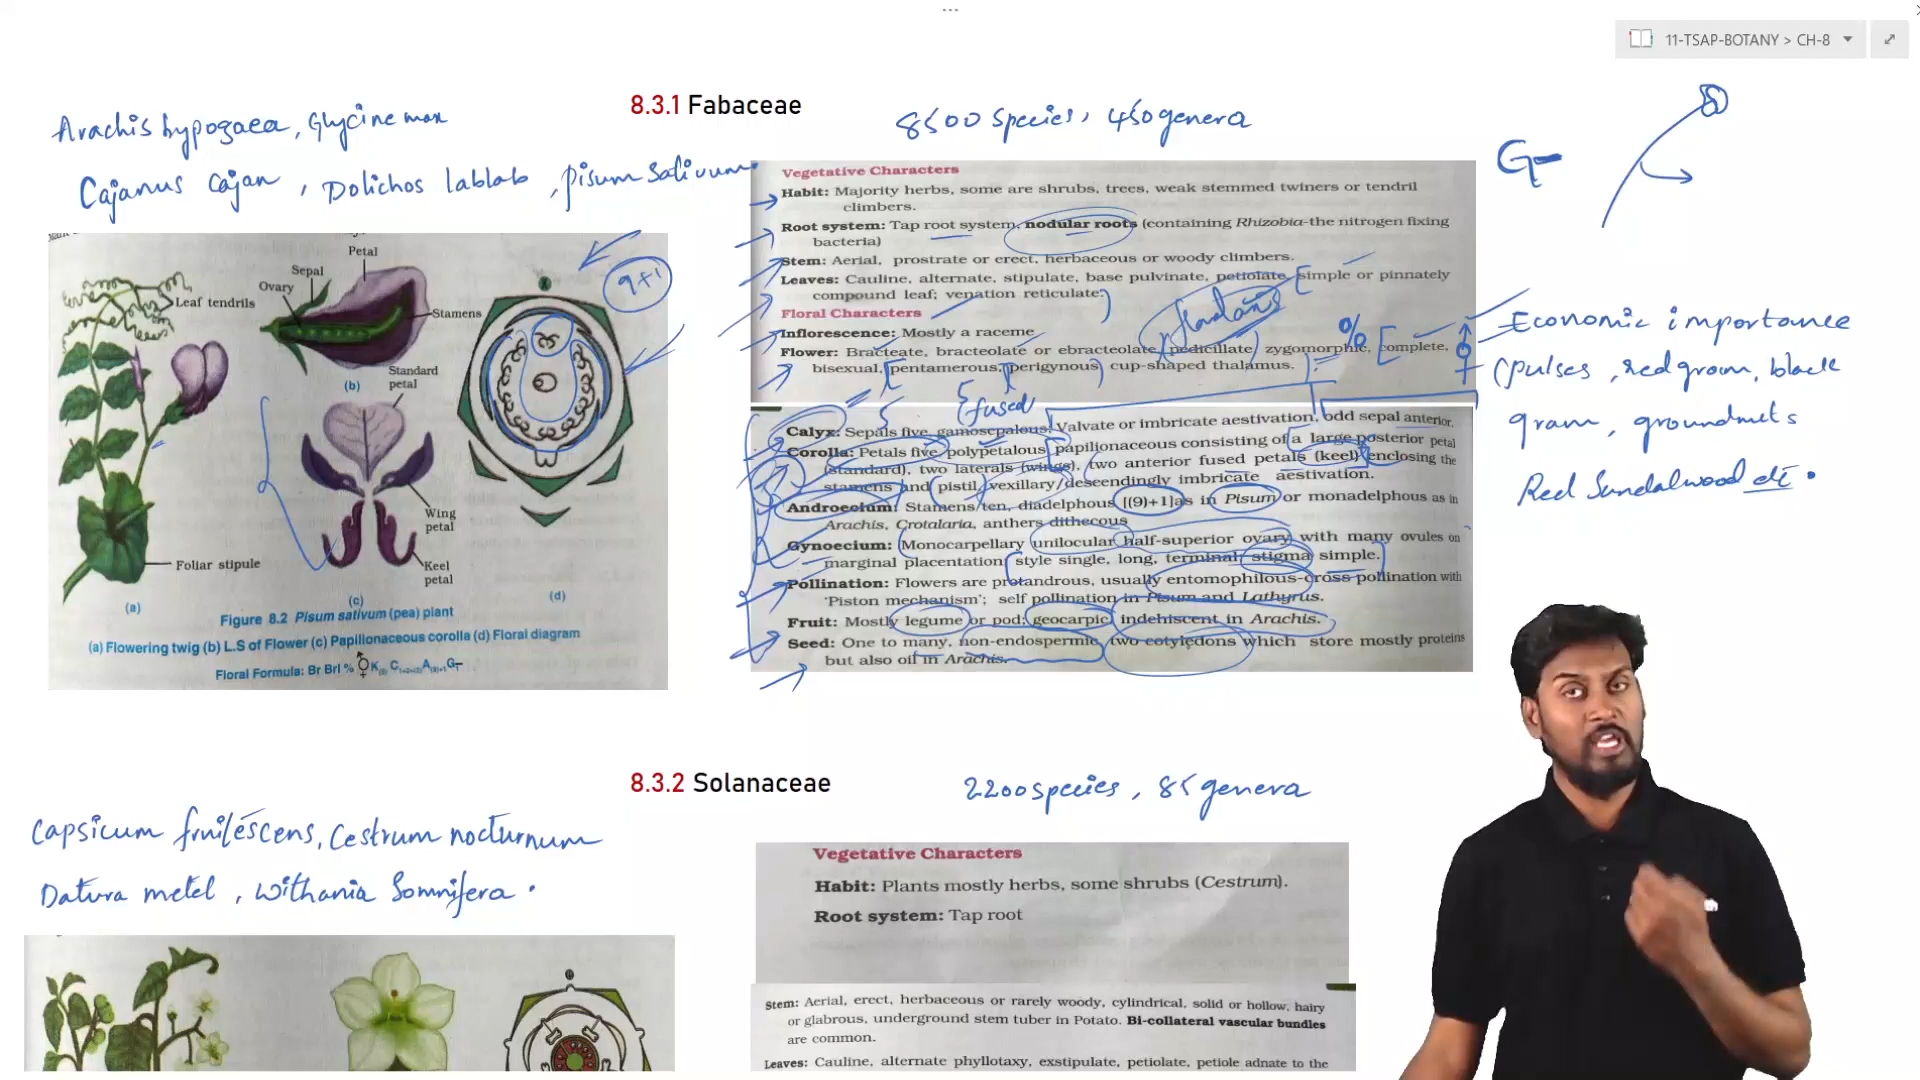 11-TSAP-BOTANY > CH-8
8.3.1 Fabaceae
8500 species, 450 genera
Arachis hypogaea, Glycine max
Cajanus cajan, Dolichos lablab, pisum sativum.
Petal
Sepal
Ovary
Leaf tendrils
Stamens
9+1
(b)
Standard
petal
Wing
petal
Foliar stipule
Keel
petal
(a)
(c)
(d)
Figure 8.2 Pisum sativum (pea) plant
(a) Flowering twig (b) L.S of Flower (c) Papilionaceous corolla (d) Floral diagram
Floral Formula: Br Brl %
Vegetative Characters
Habit: Majority herbs, some are shrubs, trees, weak stemmed twiners or tendril
climbers.
Root system: Tap root system, nodular roots (containing Rhizobia-the nitrogen fixing
bacteria)
Stem: Aerial, prostrate or erect, herbaceous or woody climbers.
Leaves: Cauline, alternate, stipulate, base pulvinate, petiolate, simple or pinnately
compound leaf; venation reticulate.
Floral Characters
Inflorescence: Mostly a raceme
Flower: Bracteate, bracteolate or ebracteolate, pedicillate, zygomorphic, complete,
bisexual, pentamerous, perigynous, cup-shaped thalamus.
%
5 5 fused
Calyx: Sepals five, gamosepalous, Valvate or imbricate aestivation, odd sepal anterior.
Corolla: Petals five, polypetalous, papilionaceous consisting of a large posterior petal
(standard), two laterals (wings), two anterior fused petals (keel) enclosing the
stamens and pistil, vexillary/descendingly imbricate aestivation.
Androecium: Stamens ten, diadelphous [(9)+1]as in Pisum or monadelphous as in
Arachis, Crotalaria, anthers dithecous
Gynoecium: Monocarpellary unilocular half-superior ovary with many ovules on
marginal placentation, style single, long, terminal, stigma simple.
Pollination: Flowers are protandrous, usually entomophilous-cross pollination with
'Piston mechanism'; self pollination in Pisum and Lathyrus.
Fruit: Mostly legume or pod; geocarpic indehiscent in Arachis.
Seed: One to many, non-endospermic, two cotyledons which store mostly proteins
but also oil in Arachis.
G
Economic importance
(pulses, redgram, black
gram, groundnuts
Red Sandalwood etc.
8.3.2 Solanaceae
2200 species, 85 genera
Capsicum frutescens, Cestrum nocturnum
Datura metel, Withania Somnifera.
Vegetative Characters
Habit: Plants mostly herbs, some shrubs (Cestrum).
Root system: Tap root
Stem: Aerial, erect, herbaceous or rarely woody, cylindrical, solid or hollow, hairy
or glabrous, underground stem tuber in Potato. Bi-collateral vascular bundles
are common.
Leaves: Cauline, alternate phyllotaxy, exstipulate, petiolate, petiole adnate to the